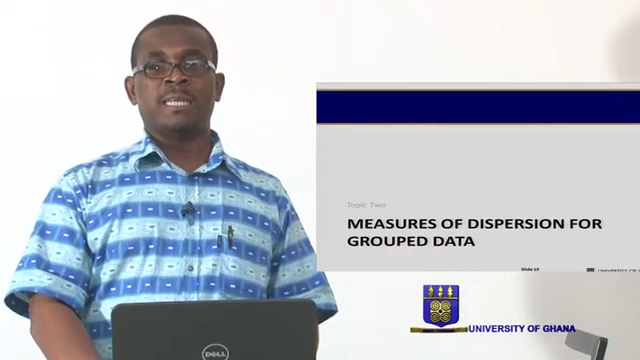 Topic Two
MEASURES OF DISPERSION FOR
GROUPED DATA
Slide 19
UNIVERSITY OF GHANA
DELL